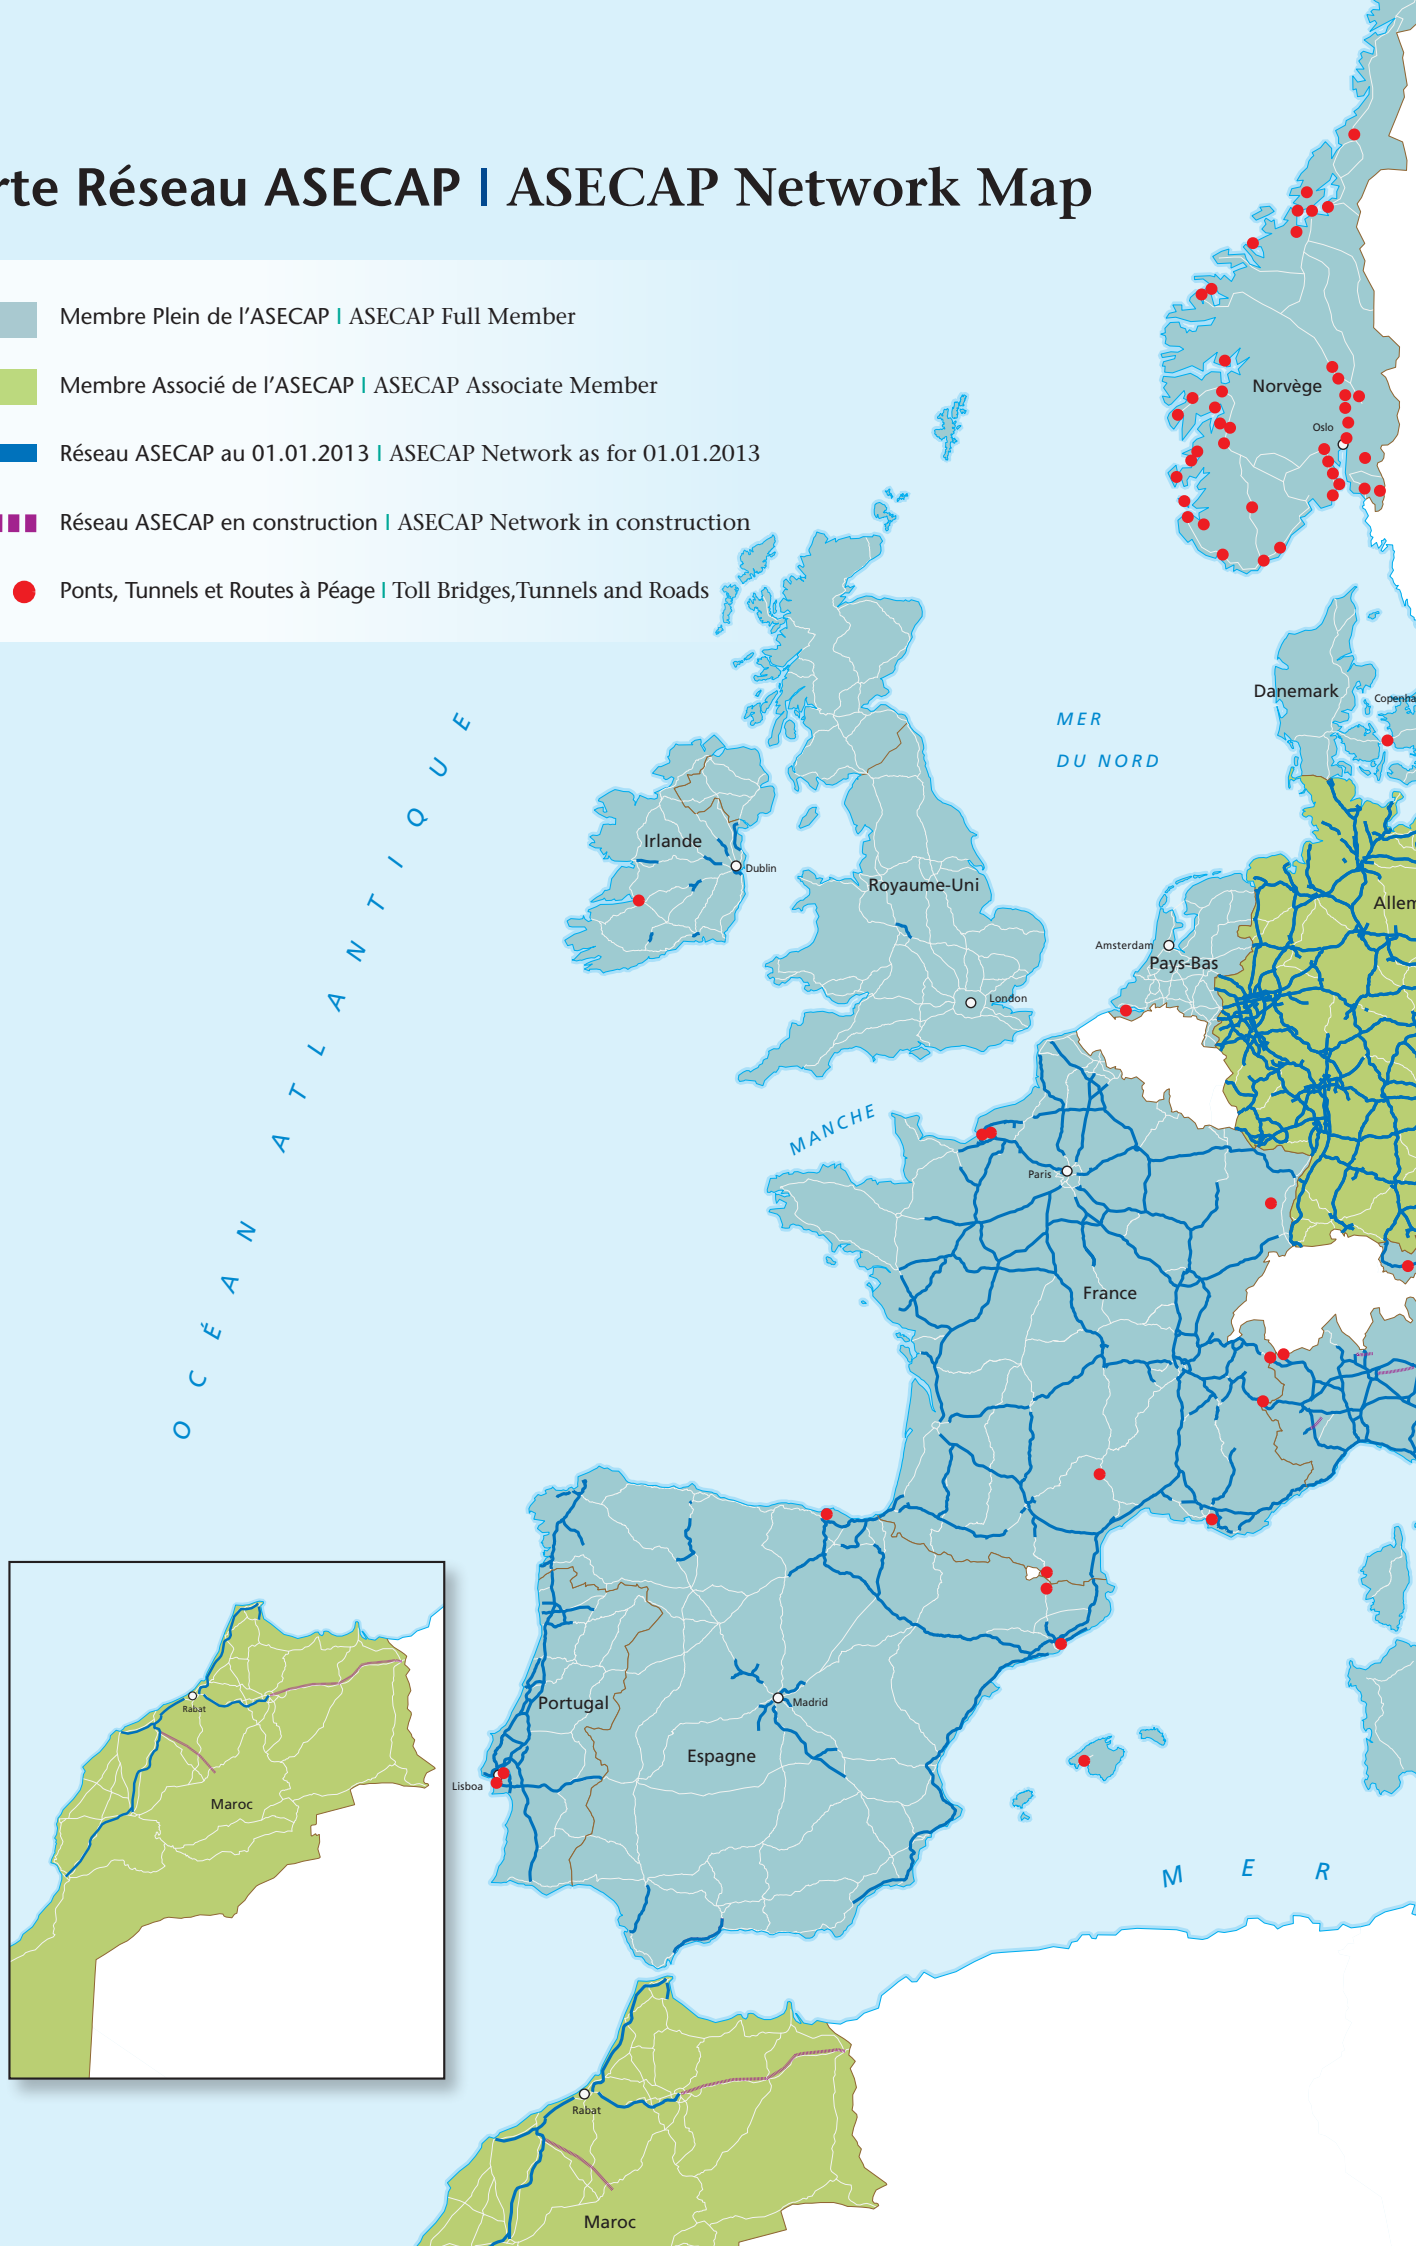 rte Réseau ASECAP | ASECAP Network Map
Membre Plein de l'ASECAP | ASECAP Full Member
Membre Associé de l'ASECAP | ASECAP Associate Member
Réseau ASECAP au 01.01.2013 | ASECAP Network as for 01.01.2013
Réseau ASECAP en construction | ASECAP Network in construction
Ponts, Tunnels et Routes à Péage | Toll Bridges,Tunnels and Roads
Norvège
Oslo
Danemark
Copenha
MER
DU NORD
Irlande
Dublin
Royaume-Uni
London
Amsterdam
Pays-Bas
Allem
OCÉAN ATLANTIQUE
MANCHE
Paris
France
Portugal
Lisboa
Madrid
Espagne
MER
Rabat
Maroc
Rabat
Maroc